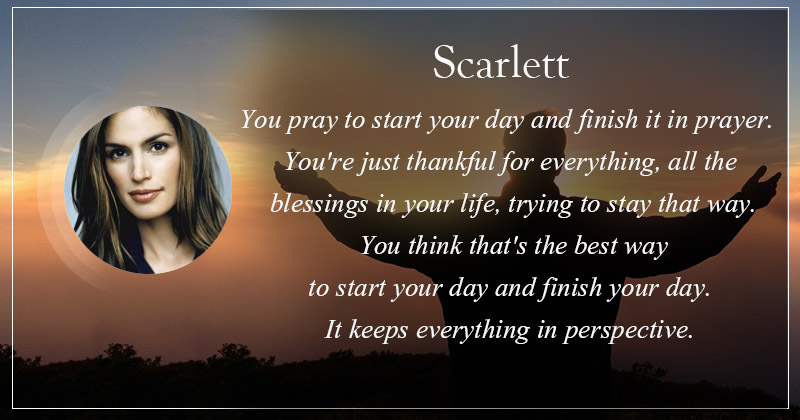 Scarlett
You pray to start your day and finish it in prayer.
You're just thankful for everything, all the
blessings in your life, trying to stay that way.
You think that's the best way
to start your day and finish your day.
It keeps everything in perspective.